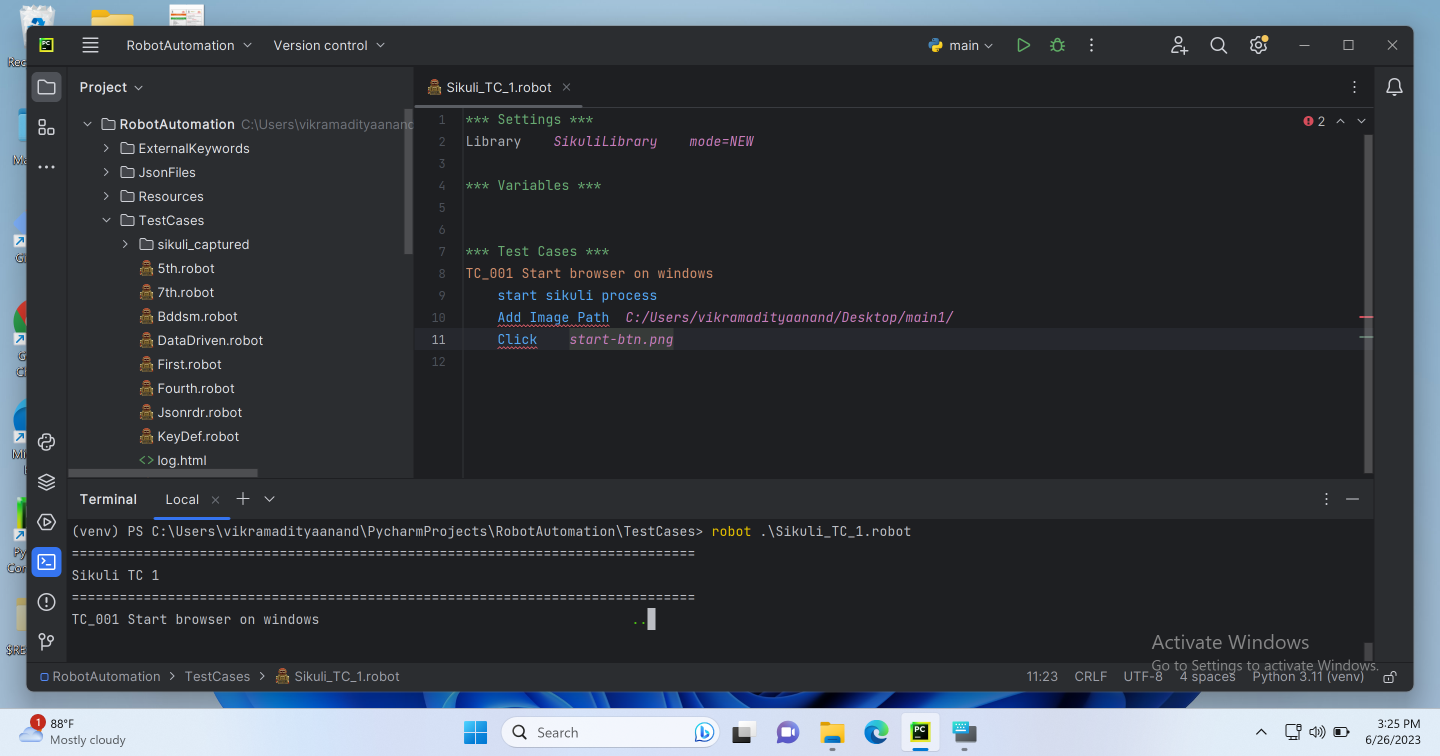 PC RobotAutomation Version control main
Project
RobotAutomation C:\Users\vikramadityaanand
ExternalKeywords
JsonFiles
Resources
TestCases
sikuli_captured
5th.robot
7th.robot
Bddsm.robot
DataDriven.robot
First.robot
Fourth.robot
Jsonrdr.robot
KeyDef.robot
<> log.html
Sikuli_TC_1.robot
2
1 *** Settings ***
2 Library    SikuliLibrary    mode=NEW
3
4 *** Variables ***
5
6
7 *** Test Cases ***
8 TC_001 Start browser on windows
9     start sikuli process
10     Add Image Path  C:/Users/vikramadityaanand/Desktop/main1/
11     Click    start-btn.png
12
Terminal Local
(venv) PS C:\Users\vikramadityaanand\PycharmProjects\RobotAutomation\TestCases> robot .\Sikuli_TC_1.robot
==============================================================================
Sikuli TC 1
==============================================================================
TC_001 Start browser on windows                                       ..
Activate Windows
Go to Settings to activate Windows.
RobotAutomation > TestCases > Sikuli_TC_1.robot 11:23 CRLF UTF-8 4 spaces Python 3.11 (venv)
1
88°F
Mostly cloudy
Search
PC
3:25 PM
6/26/2023